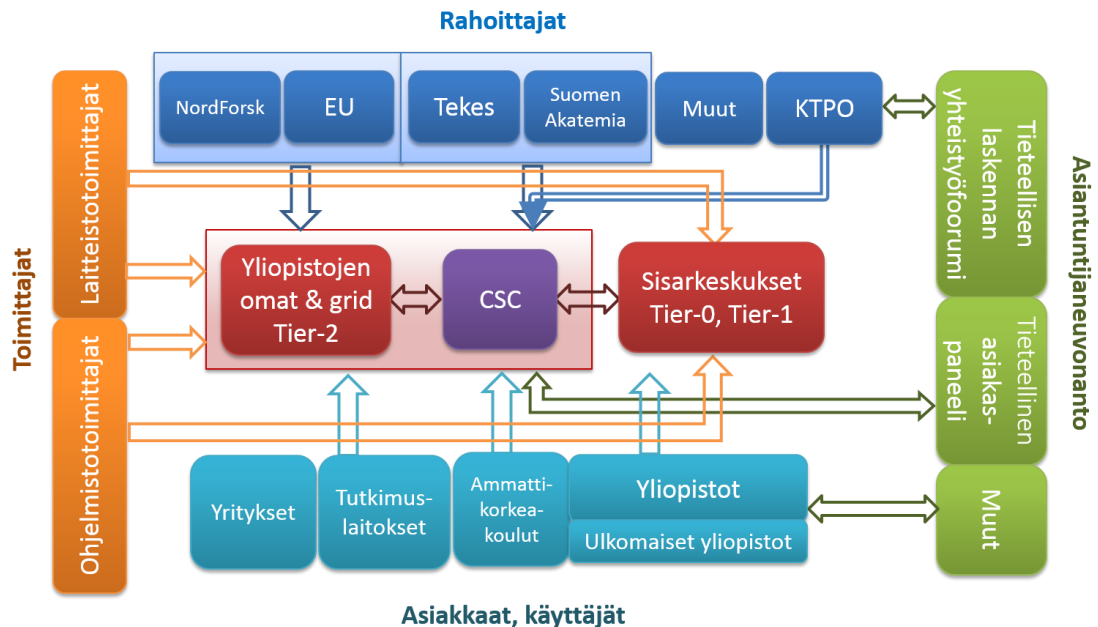 Rahoittajat
NordForsk
EU
Tekes
Suomen
Akatemia
Muut
KTPO
Toimittajat
Laitteistotoimittajat
Ohjelmistotoimittajat
Yliopistojen
omat & grid
Tier-2
CSC
Sisarkeskukset
Tier-0, Tier-1
Tieteellisen
laskennan
yhteistyöfoorumi
Tieteellinen
asiakas-
paneeli
Muut
Asiantuntijaneuvonanto
Yritykset
Tutkimus-
laitokset
Ammatti-
korkea-
koulut
Yliopistot
Ulkomaiset yliopistot
Asiakkaat, käyttäjät